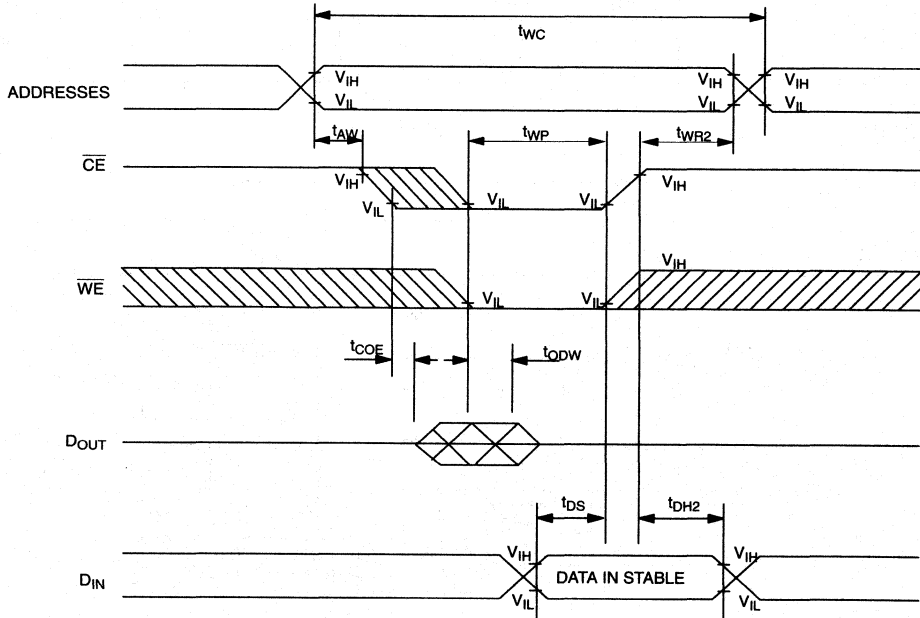 tWC
ADDRESSES VIH VIH VIH VIH
VIL VIL VIL
tAW tWP tWR2
CE VIH VIH
VIL VIL VIL
WE VIH
VIL VIL
tCOE tODW
DOUT
tDS tDH2
DIN VIH DATA IN STABLE VIH
VIL VIL